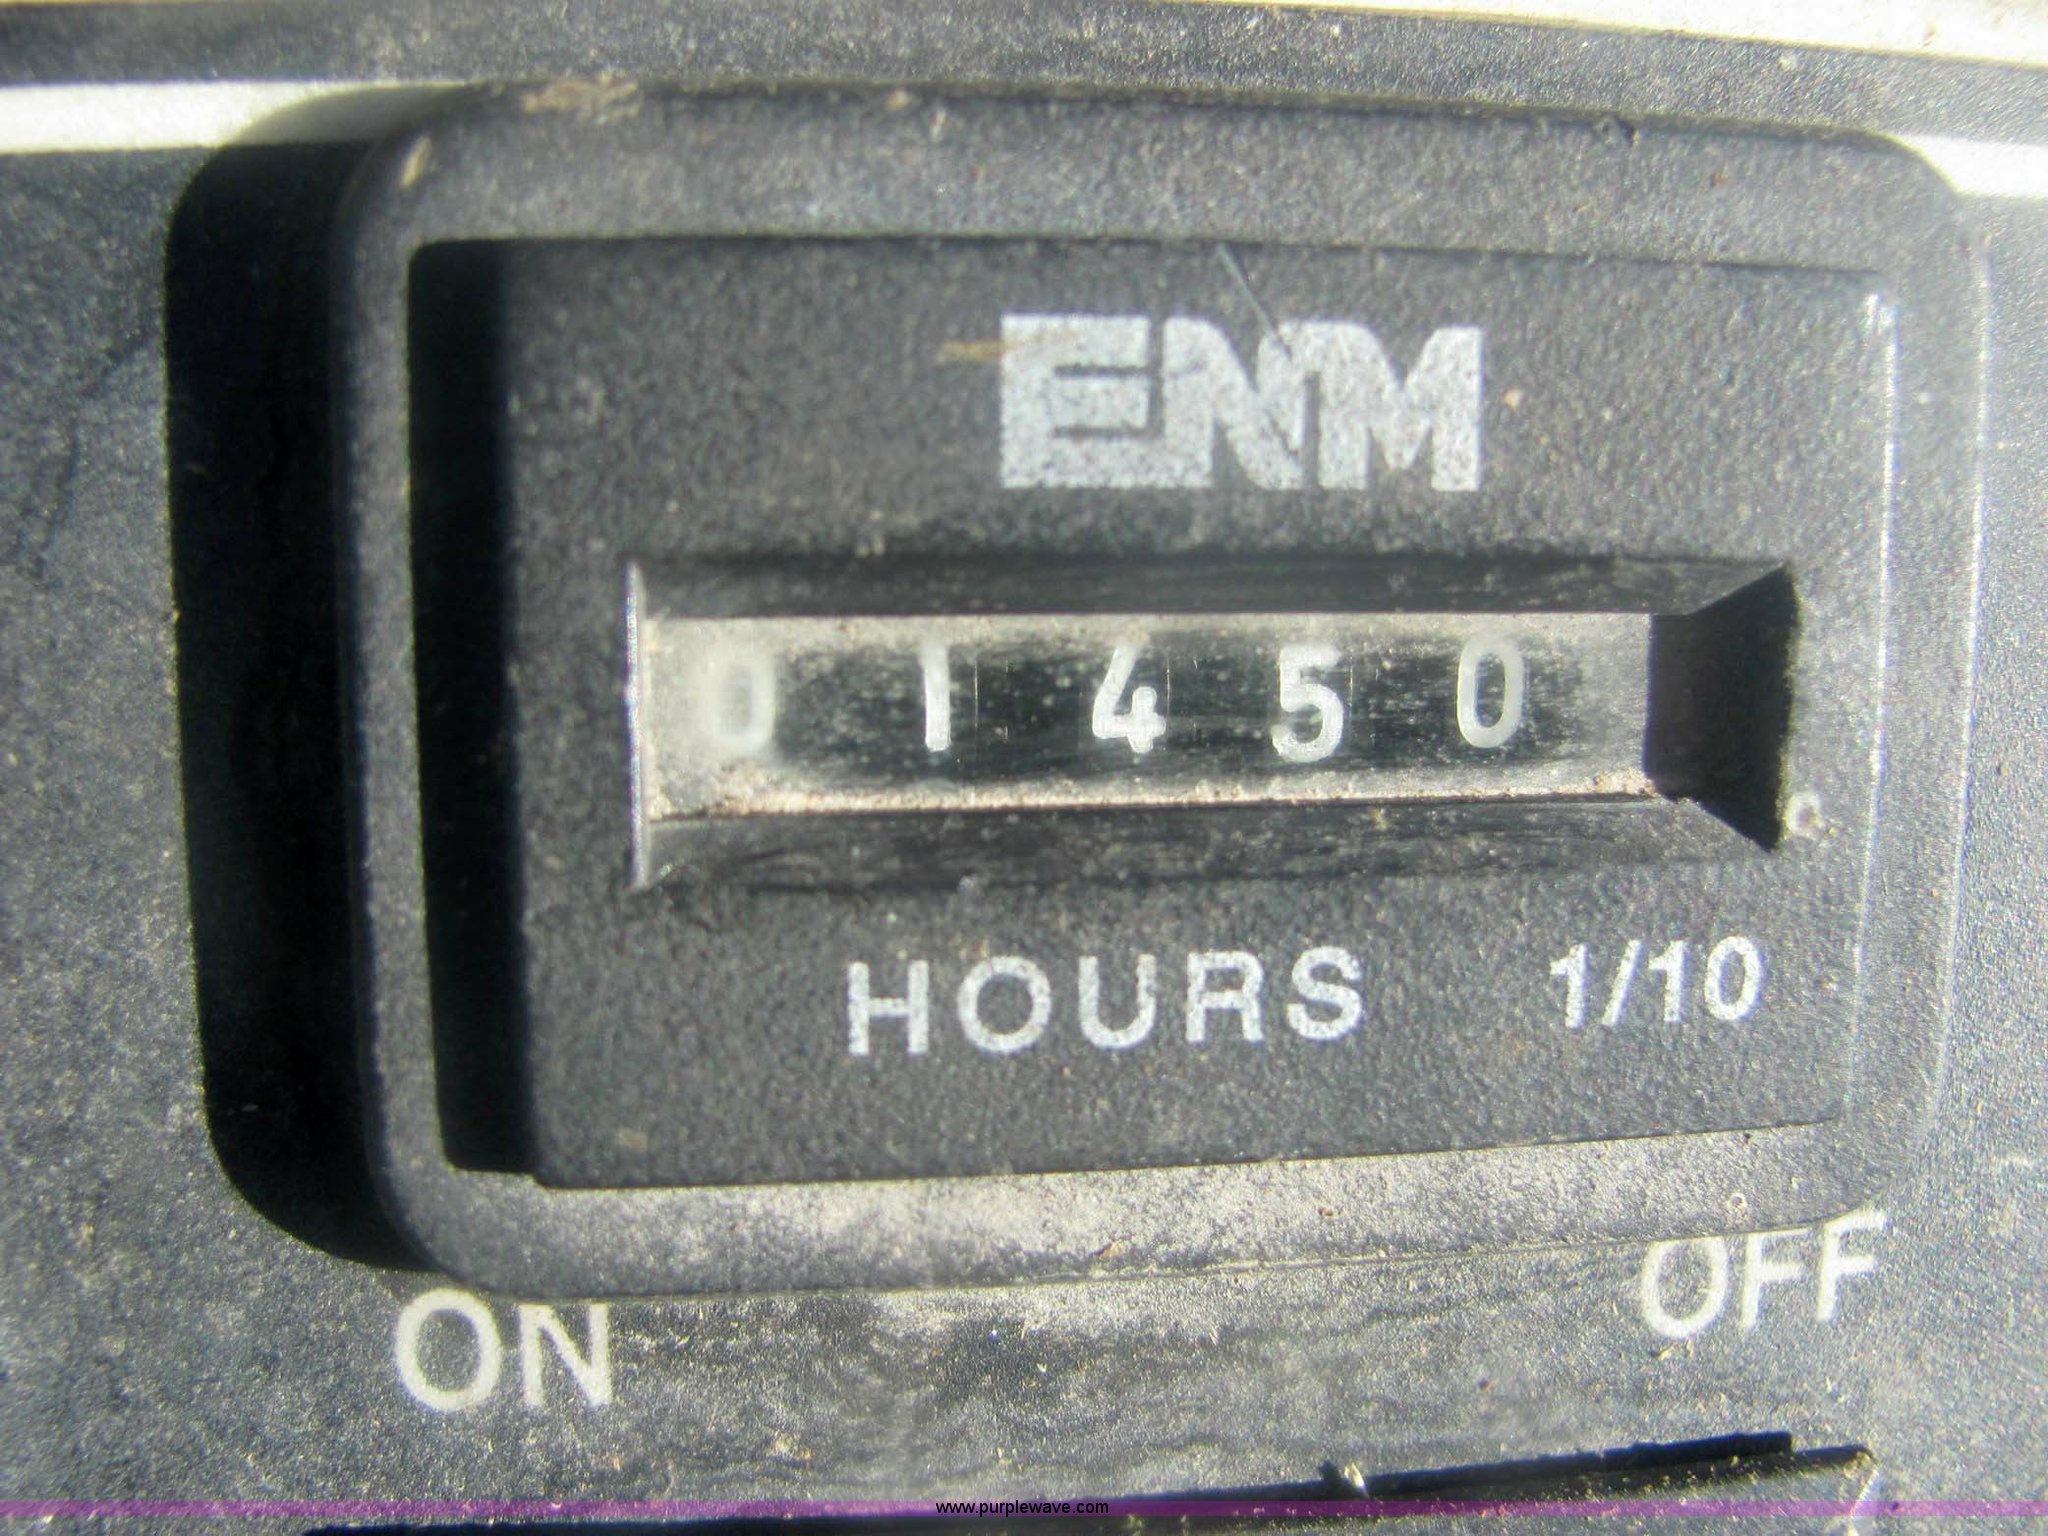 ENM
0 1 4 5 0
HOURS 1/10
ON OFF
www.purplewave.com